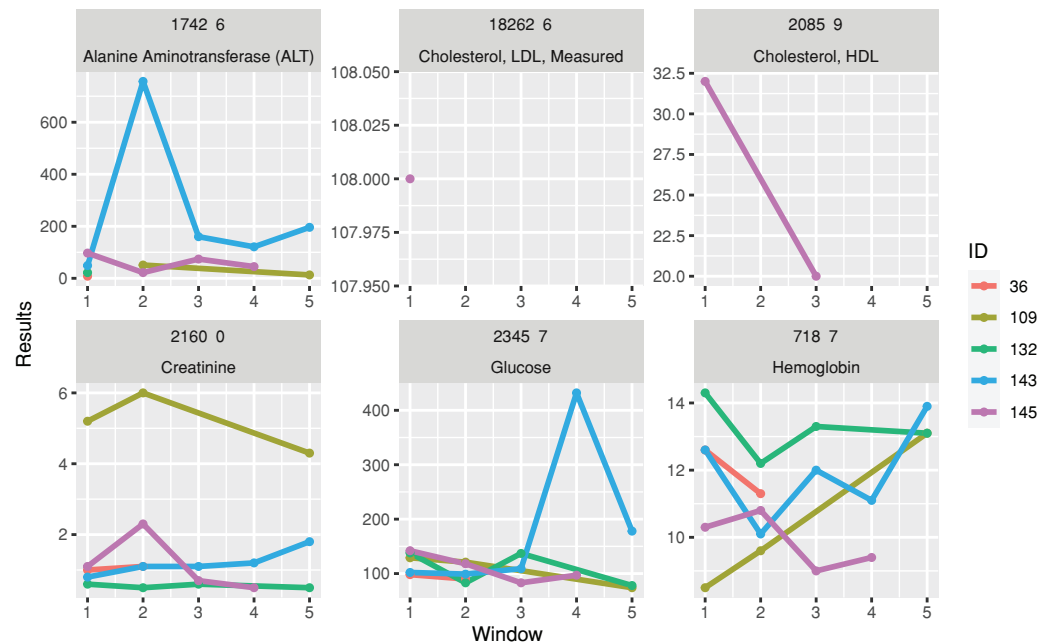 1742 6
Alanine Aminotransferase (ALT)
600
400
200
0
1 2 3 4 5
18262 6
Cholesterol, LDL, Measured
108.050
108.025
108.000
107.975
107.950
1 2 3 4 5
2085 9
Cholesterol, HDL
32.5
30.0
27.5
25.0
22.5
20.0
1 2 3 4 5
2160 0
Creatinine
6
4
2
1 2 3 4 5
2345 7
Glucose
400
300
200
100
1 2 3 4 5
718 7
Hemoglobin
14
12
10
1 2 3 4 5
Results
Window
ID
36
109
132
143
145